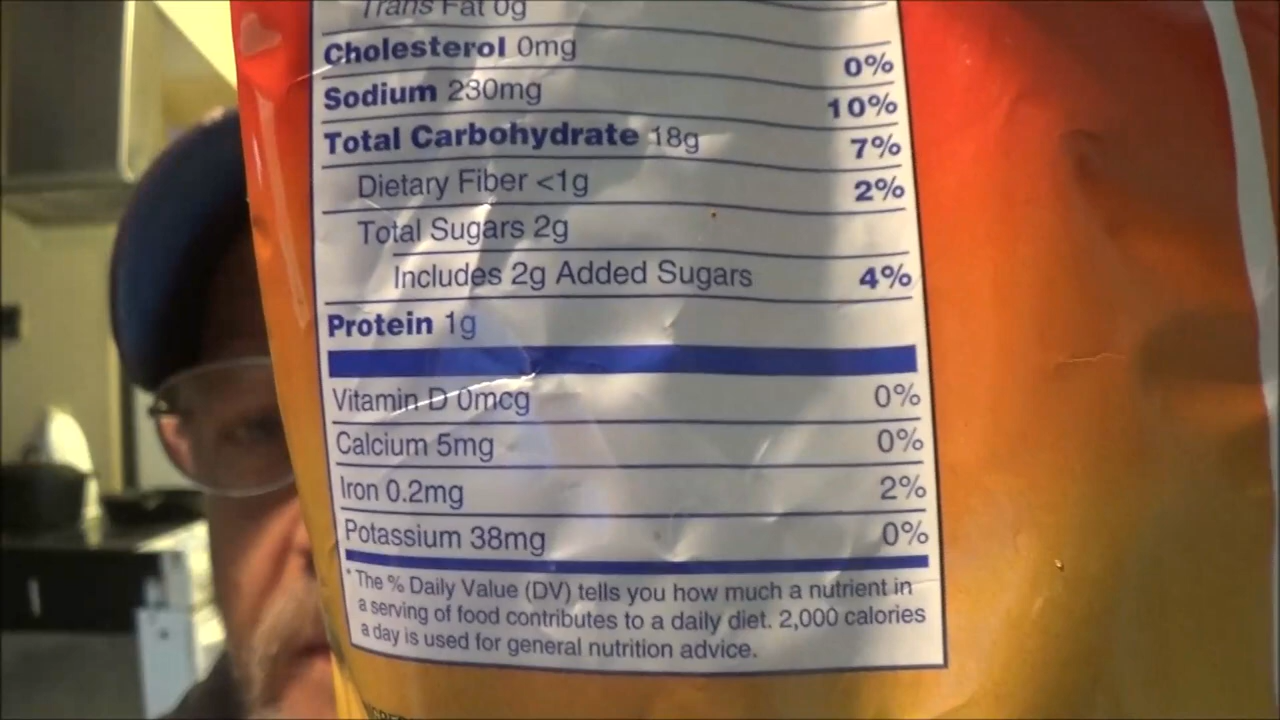 Trans Fat 0g
Cholesterol 0mg 0%
Sodium 230mg 10%
Total Carbohydrate 18g 7%
Dietary Fiber <1g 2%
Total Sugars 2g
Includes 2g Added Sugars 4%
Protein 1g
Vitamin D 0mcg 0%
Calcium 5mg 0%
Iron 0.2mg 2%
Potassium 38mg 0%
* The % Daily Value (DV) tells you how much a nutrient in
a serving of food contributes to a daily diet. 2,000 calories
a day is used for general nutrition advice.